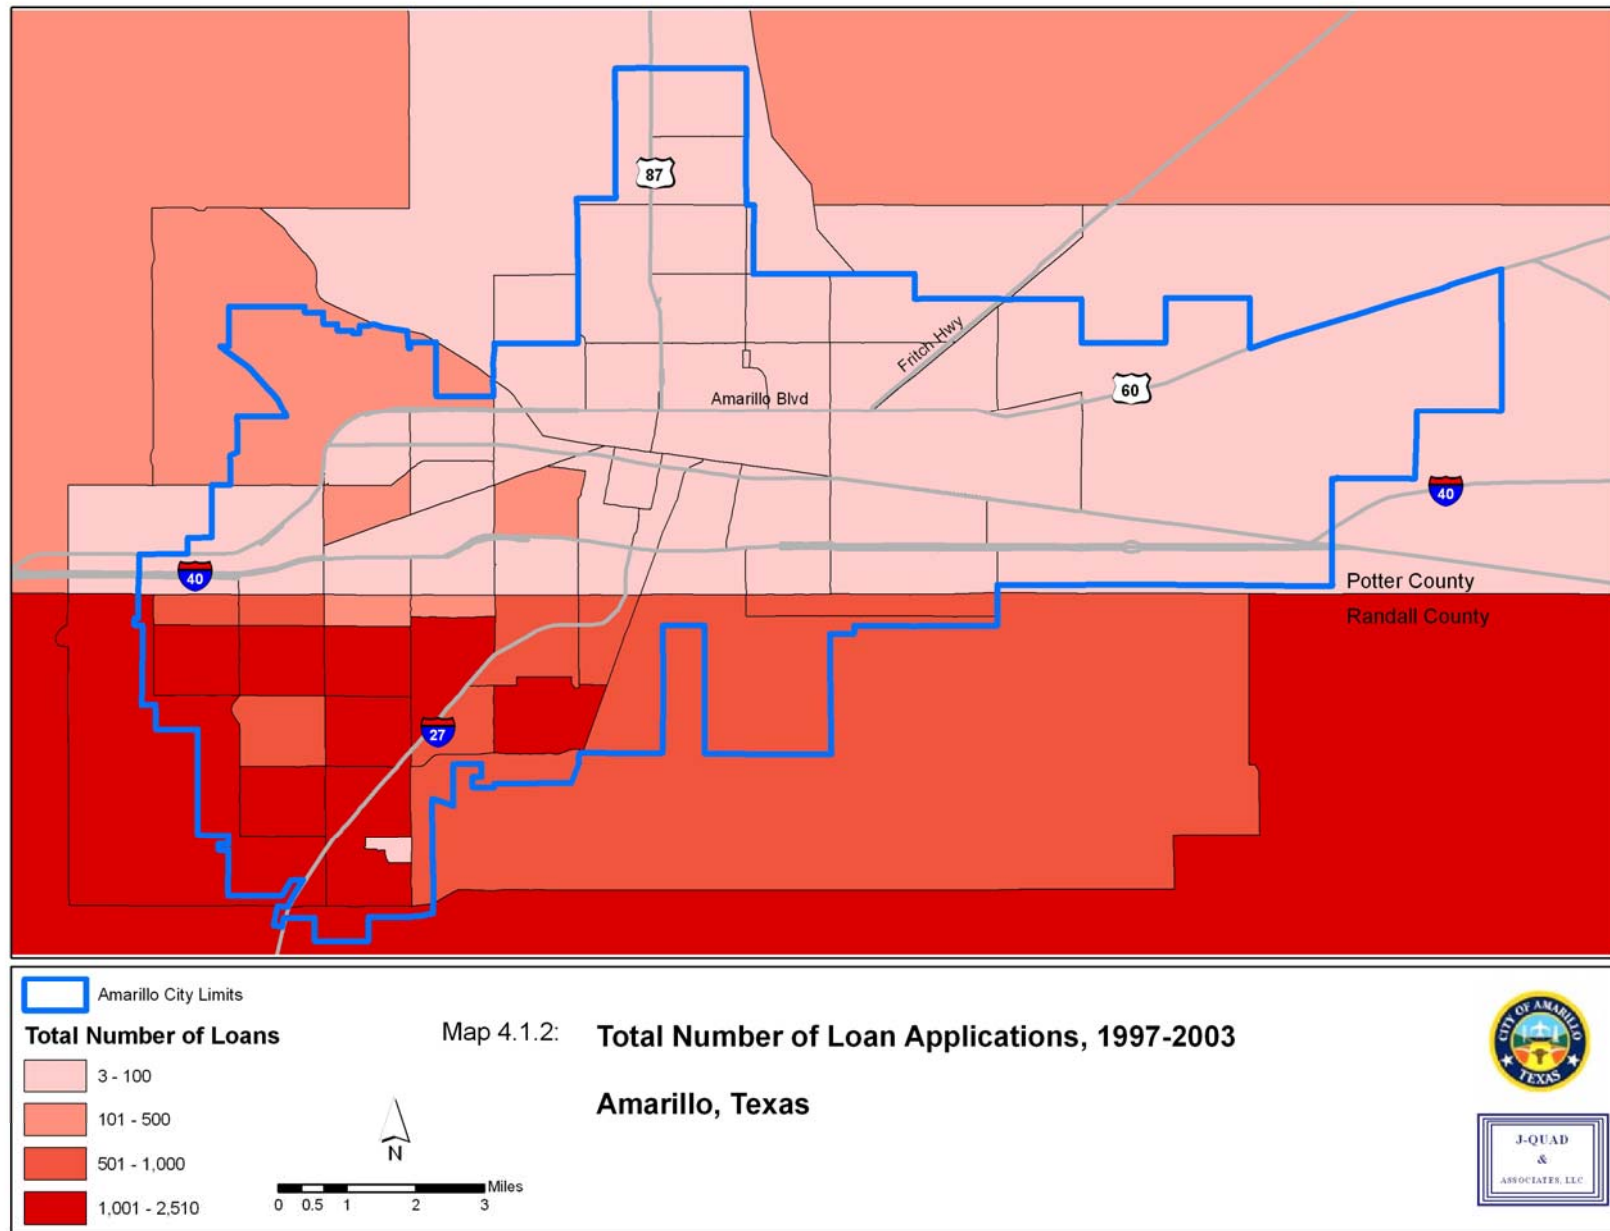 87
Fritch Hwy
Amarillo Blvd
60
40
40
Potter County
Randall County
27
Amarillo City Limits
Total Number of Loans
3 - 100
101 - 500
501 - 1,000
1,001 - 2,510
N
Miles
0 0.5 1 2 3
Map 4.1.2: Total Number of Loan Applications, 1997-2003
Amarillo, Texas
CITY OF AMARILLO
TEXAS
J-QUAD
&
ASSOCIATES, LLC